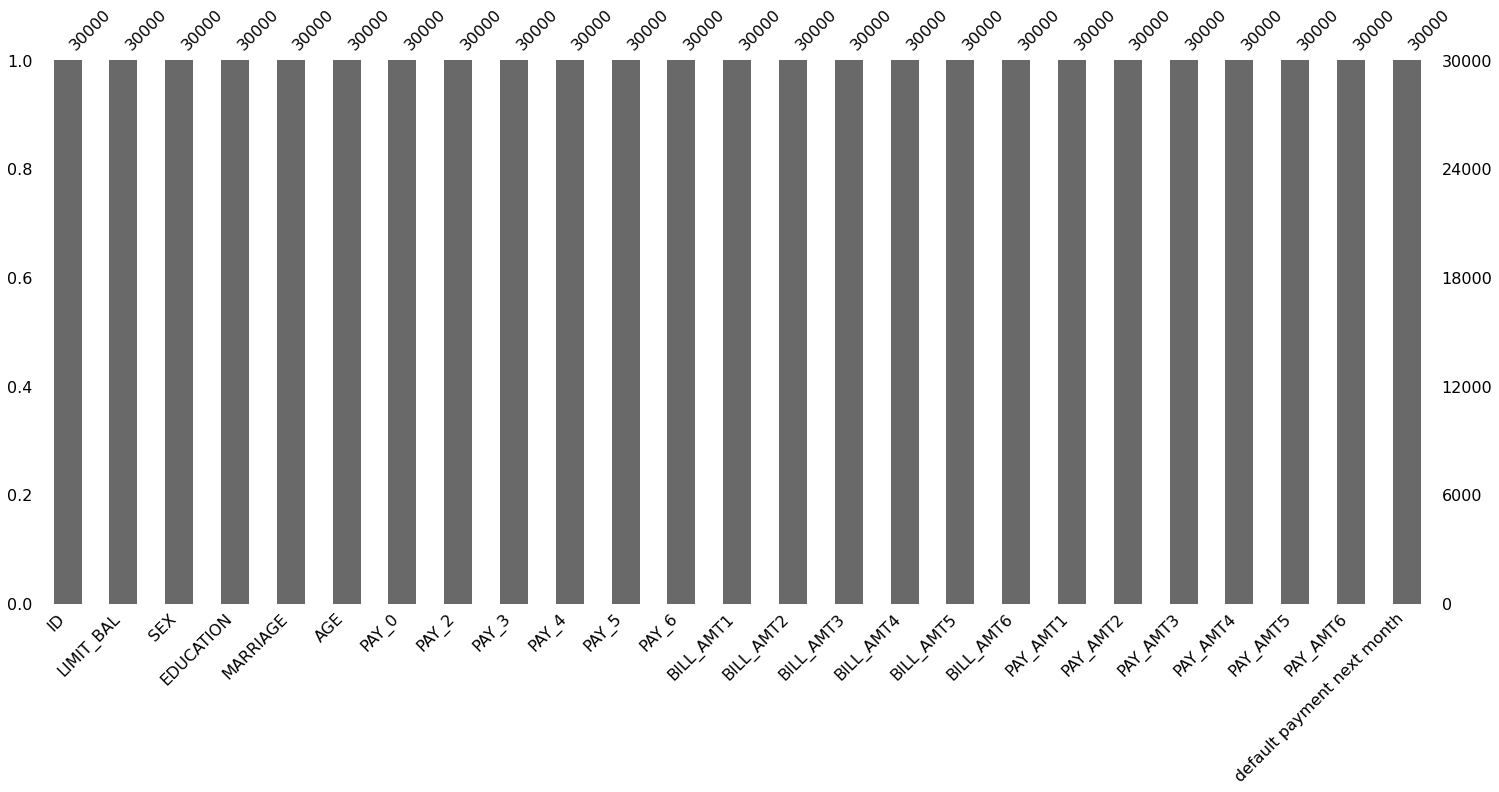 30000 30000 30000 30000 30000 30000 30000 30000 30000 30000 30000 30000 30000 30000 30000 30000 30000 30000 30000 30000 30000 30000 30000 30000 30000
1.0 30000
0.8 24000
0.6 18000
0.4 12000
0.2 6000
0.0 0
ID
LIMIT_BAL
SEX
EDUCATION
MARRIAGE
AGE
PAY_0
PAY_2
PAY_3
PAY_4
PAY_5
PAY_6
BILL_AMT1
BILL_AMT2
BILL_AMT3
BILL_AMT4
BILL_AMT5
BILL_AMT6
PAY_AMT1
PAY_AMT2
PAY_AMT3
PAY_AMT4
PAY_AMT5
PAY_AMT6
default payment next month